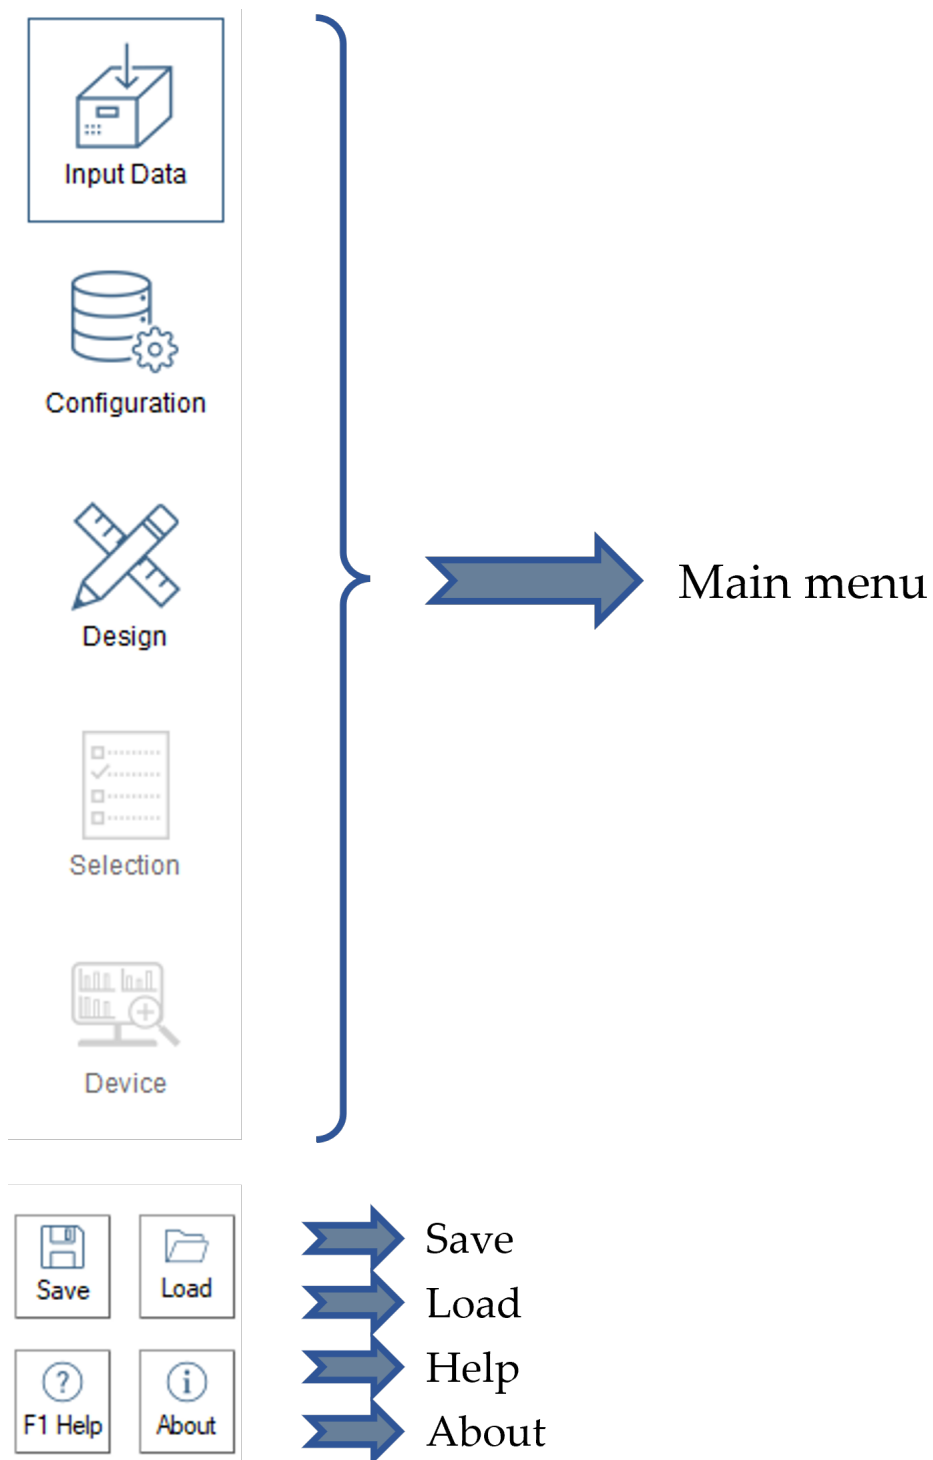 Input Data
Configuration
Design
Selection
Device
Main menu
Save
Load
F1 Help
About
Save
Load
Help
About